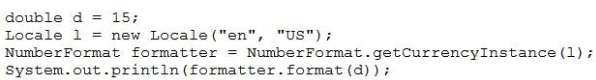 double d = 15;
Locale l = new Locale("en", "US");
NumberFormat formatter = NumberFormat.getCurrencyInstance(l);
System.out.println(formatter.format(d));